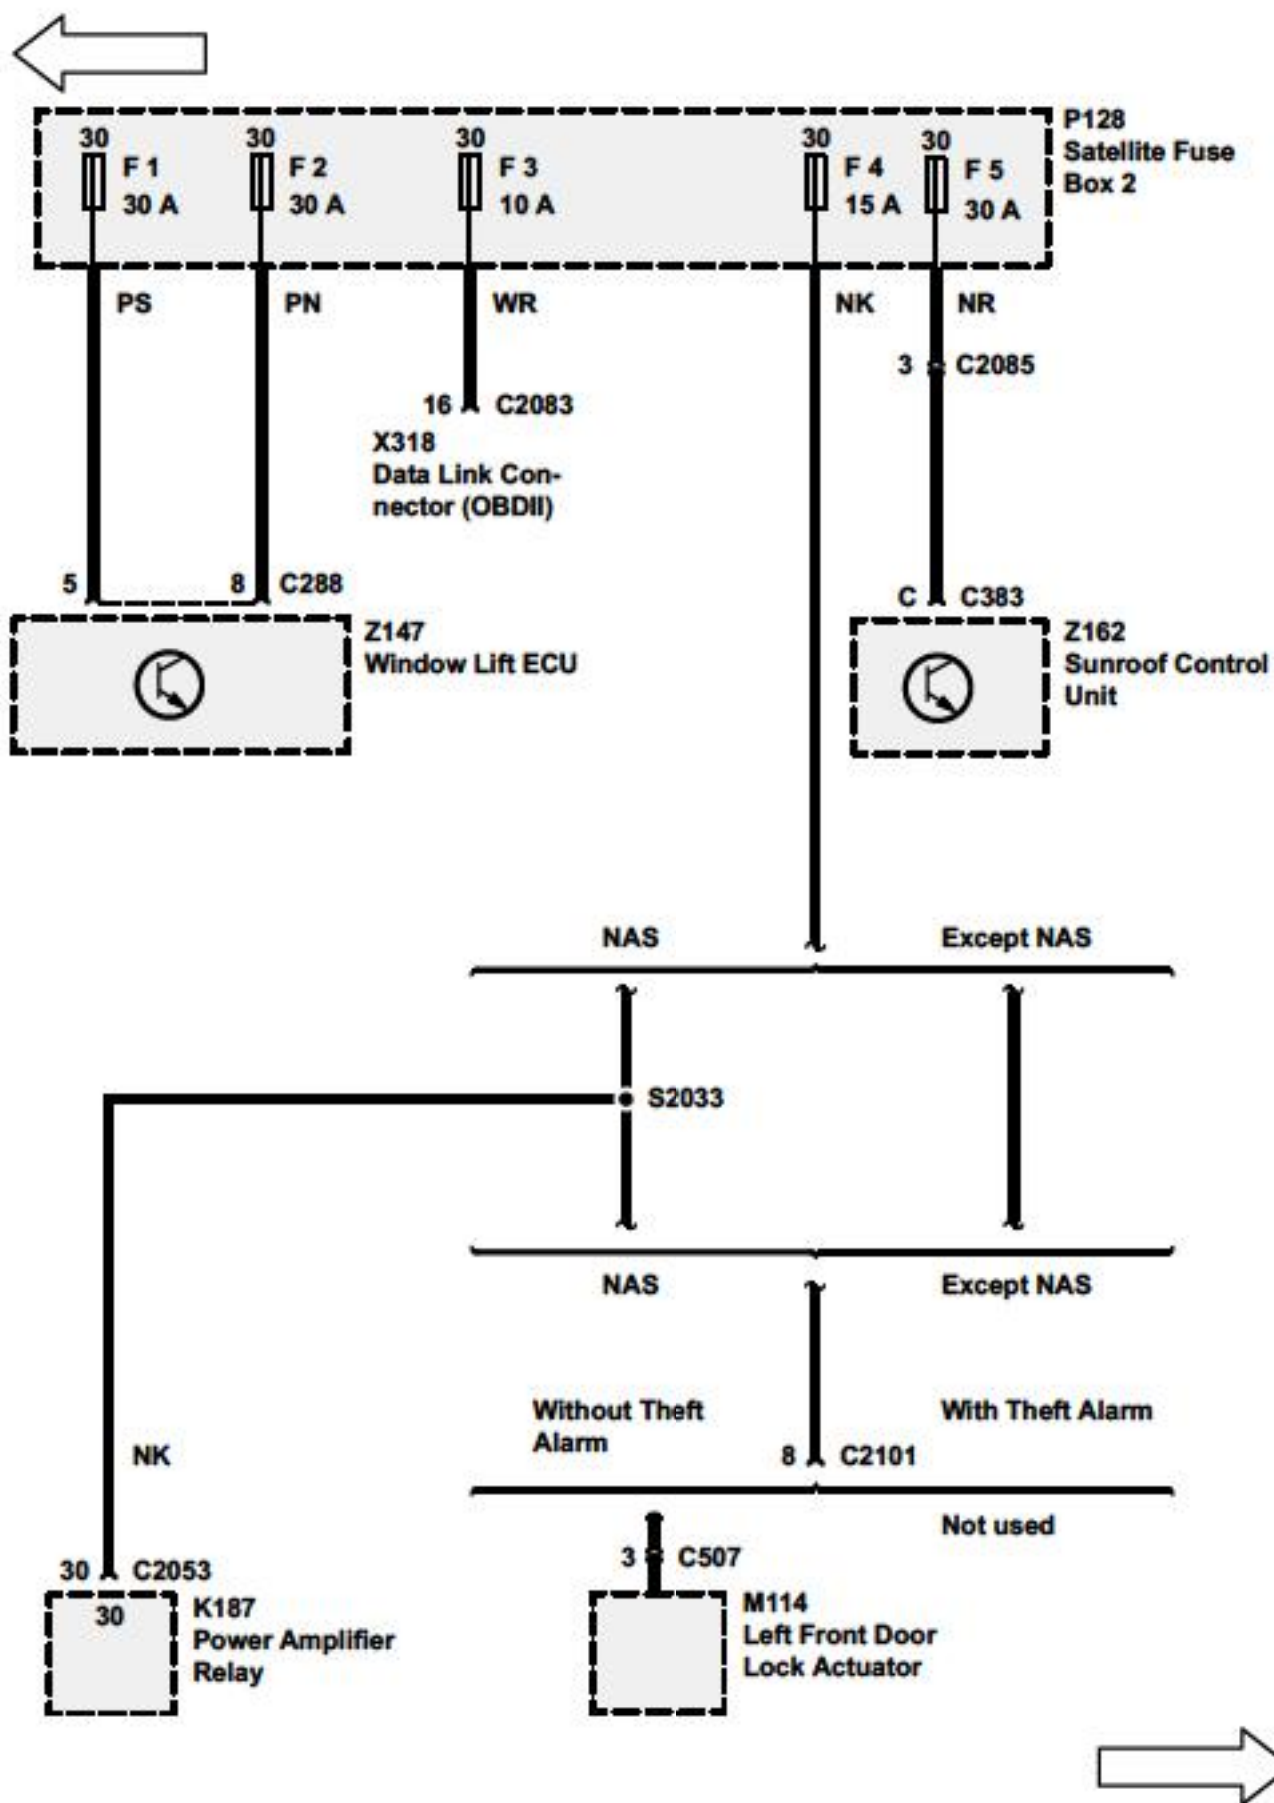 30
F 1
30 A
30
F 2
30 A
30
F 3
10 A
30
F 4
15 A
30
F 5
30 A
P128
Satellite Fuse
Box 2
PS
PN
WR
NK
NR
3 C2085
16 C2083
X318
Data Link Con-
nector (OBDII)
5
8 C288
C C383
Z147
Window Lift ECU
Z162
Sunroof Control
Unit
NAS
Except NAS
S2033
NAS
Except NAS
Without Theft
Alarm
With Theft Alarm
NK
8 C2101
Not used
3 C507
30 C2053
30
K187
Power Amplifier
Relay
M114
Left Front Door
Lock Actuator